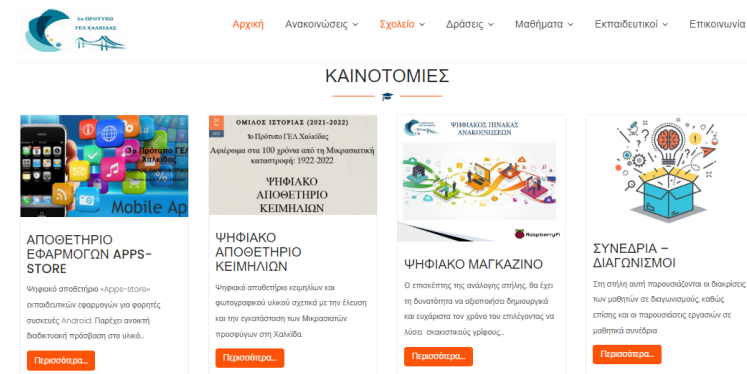 1ο ΠΡΟΤΥΠΟ
ΓΕΛ ΧΑΛΚΙΔΑΣ
Αρχική Ανακοινώσεις Σχολείο Δράσεις Μαθήματα Εκπαιδευτικοί Επικοινωνία
ΚΑΙΝΟΤΟΜΙΕΣ
1ο Πρότυπο ΓΕΛ
Χαλκίδας
Mobile Ap
ΑΠΟΘΕΤΗΡΙΟ
ΕΦΑΡΜΟΓΩΝ APPS-
STORE
Ψηφιακό αποθετήριο «Apps-store»
εκπαιδευτικών εφαρμογών για φορητές
συσκευές Android. Παρέχει ανοικτή
διαδικτυακή πρόσβαση στο υλικό..
Περισσότερα...
ΟΜΙΛΟΣ ΙΣΤΟΡΙΑΣ (2021-2022)
1ο Πρότυπο ΓΕΛ Χαλκίδας
Αφιέρωμα στα 100 χρόνια από τη Μικρασιατική
καταστροφή: 1922-2022
ΨΗΦΙΑΚΟ
ΑΠΟΘΕΤΗΡΙΟ
ΚΕΙΜΗΛΙΩΝ
ΨΗΦΙΑΚΟ
ΑΠΟΘΕΤΗΡΙΟ
ΚΕΙΜΗΛΙΩΝ
Ψηφιακό αποθετήριο κειμηλίων και
φωτογραφικού υλικού σχετικά με την έλευση
και την εγκατάσταση των Μικρασιατών
προσφύγων στη Χαλκίδα.
Περισσότερα...
ΨΗΦΙΑΚΟΣ ΠΙΝΑΚΑΣ
ΑΝΑΚΟΙΝΩΣΕΩΝ
RaspberryPi
ΨΗΦΙΑΚΟ ΜΑΓΚΑΖΙΝΟ
Ο επισκέπτης της ανάλογης στήλης, θα έχει
τη δυνατότητα να αξιοποιήσει δημιουργικά
και ευχάριστα τον χρόνο του επιλέγοντας να
λύσει σκακιστικούς γρίφους...
Περισσότερα...
ΣΥΝΕΔΡΙΑ –
ΔΙΑΓΩΝΙΣΜΟΙ
Στη στήλη αυτή παρουσιάζονται οι διακρίσεις
των μαθητών σε διαγωνισμούς, καθώς
επίσης και οι παρουσιάσεις εργασιών σε
μαθητικά συνέδρια
Περισσότερα...